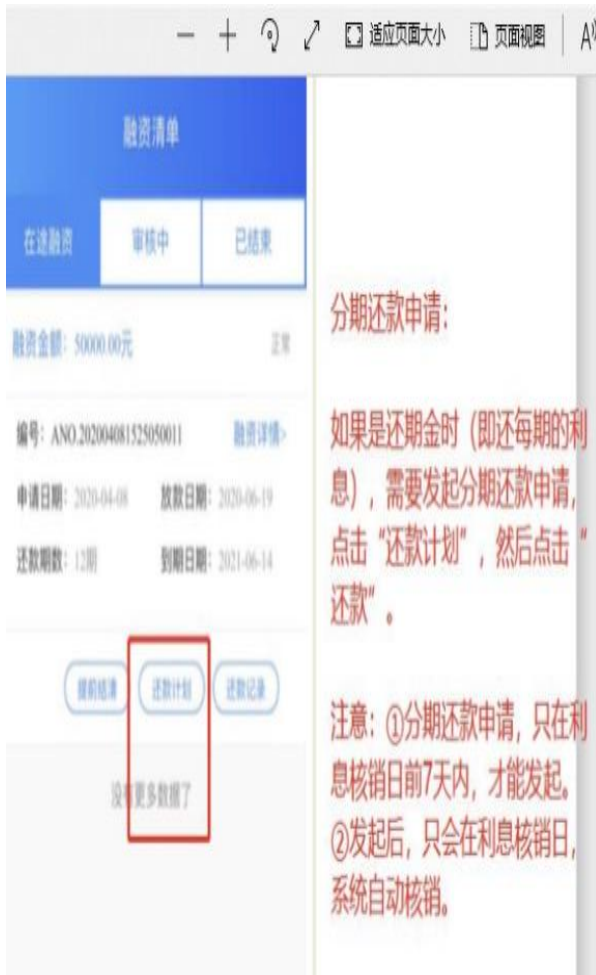 适应页面大小
页面视图
A
融资清单
在途融资
审核中
已结束
融资金额：50000.00元
正常
编号：ANO.202004081525050011
融资详情>
申请日期：2020-04-08
放款日期：2020-06-19
还款期数：12期
到期日期：2021-06-14
提前结清
还款计划
还款记录
没有更多数据了
分期还款申请：
如果是还期金时（即还每期的利
息），需要发起分期还款申请，
点击“还款计划”，然后点击“
还款”。
注意：①分期还款申请，只在利
息核销日前7天内，才能发起。
②发起后，只会在利息核销日，
系统自动核销。